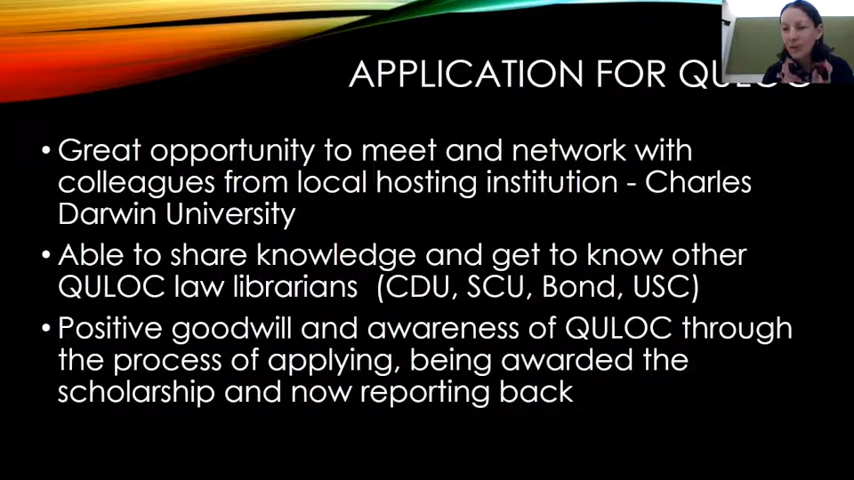 APPLICATION FOR
• Great opportunity to meet and network with
colleagues from local hosting institution - Charles
Darwin University
• Able to share knowledge and get to know other
QULOC law librarians (CDU, SCU, Bond, USC)
• Positive goodwill and awareness of QULOC through
the process of applying, being awarded the
scholarship and now reporting back